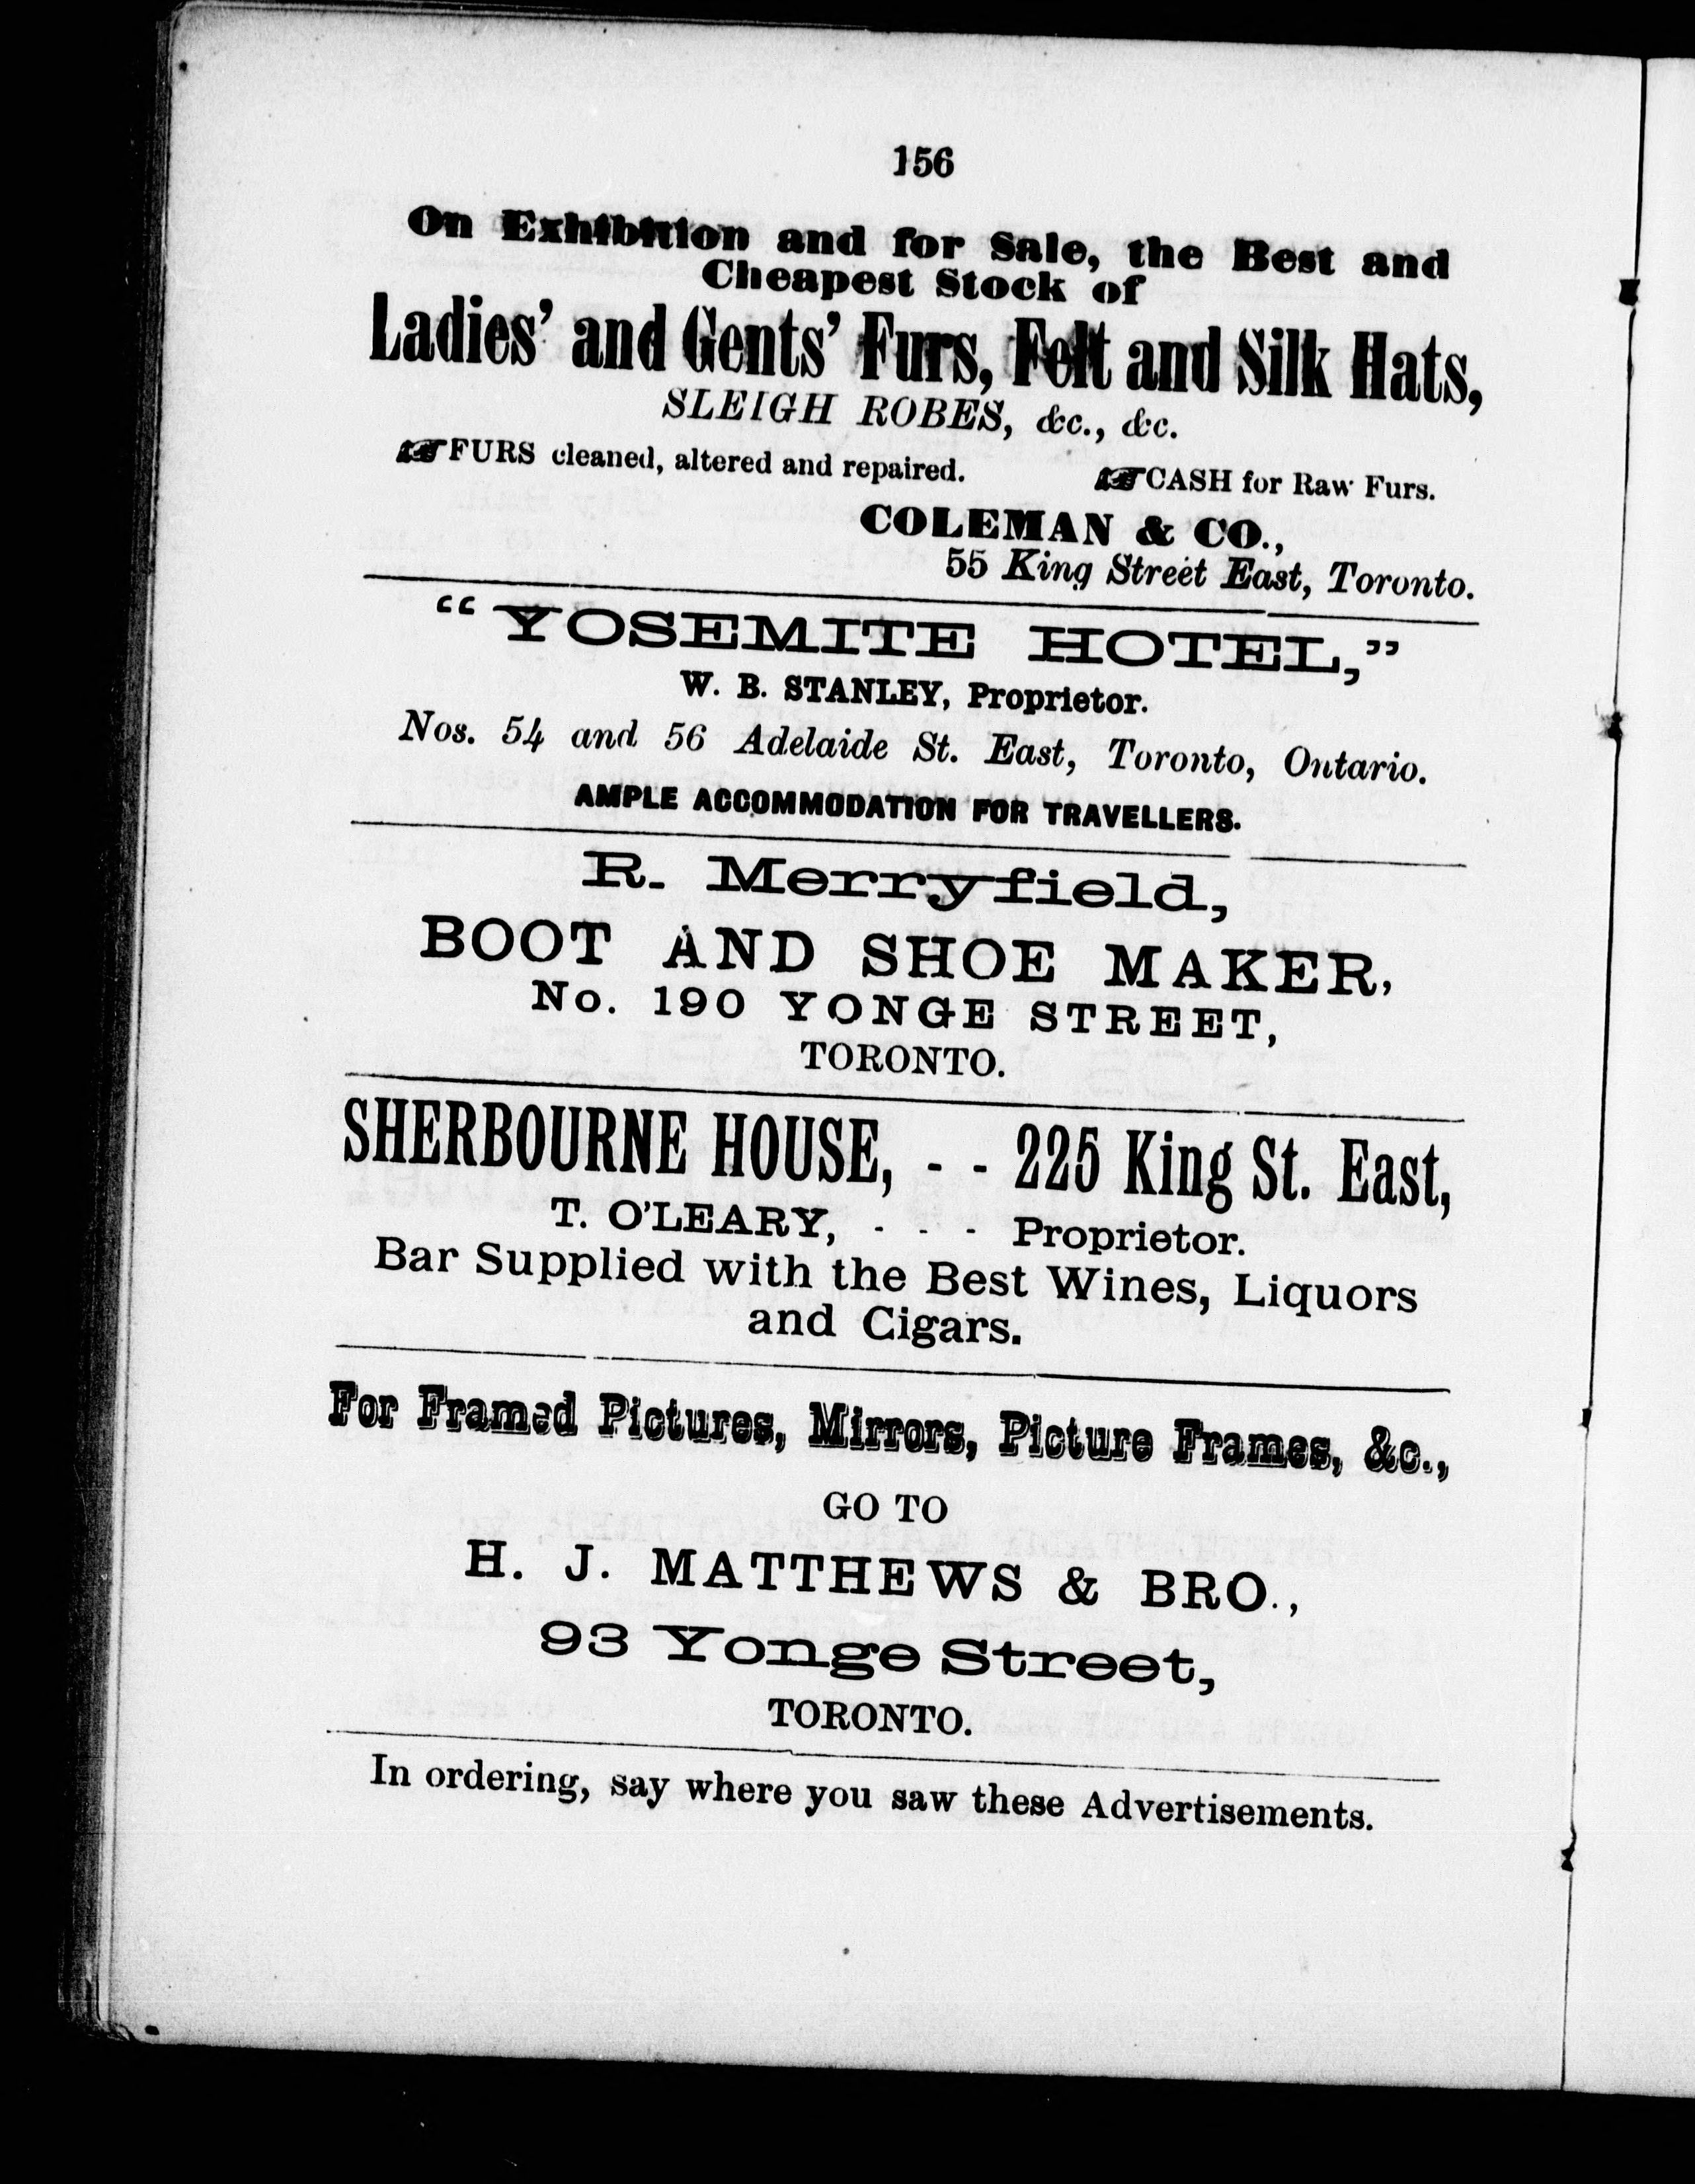 156
On Exhibition and for Sale, the Best and
Cheapest Stock of
Ladies' and Gents' Furs, Felt and Silk Hats,
SLEIGH ROBES, &c., &c.
☛FURS cleaned, altered and repaired. ☛CASH for Raw Furs.
COLEMAN & CO.,
55 King Street East, Toronto.
"YOSEMITE HOTEL,"
W. B. STANLEY, Proprietor.
Nos. 54 and 56 Adelaide St. East, Toronto, Ontario.
AMPLE ACCOMMODATION FOR TRAVELLERS.
R. Merryfield,
BOOT AND SHOE MAKER,
No. 190 YONGE STREET,
TORONTO.
SHERBOURNE HOUSE, - - 225 King St. East,
T. O'LEARY, - - - Proprietor.
Bar Supplied with the Best Wines, Liquors
and Cigars.
For Framed Pictures, Mirrors, Picture Frames, &c.,
GO TO
H. J. MATTHEWS & BRO.,
93 Yonge Street,
TORONTO.
In ordering, say where you saw these Advertisements.